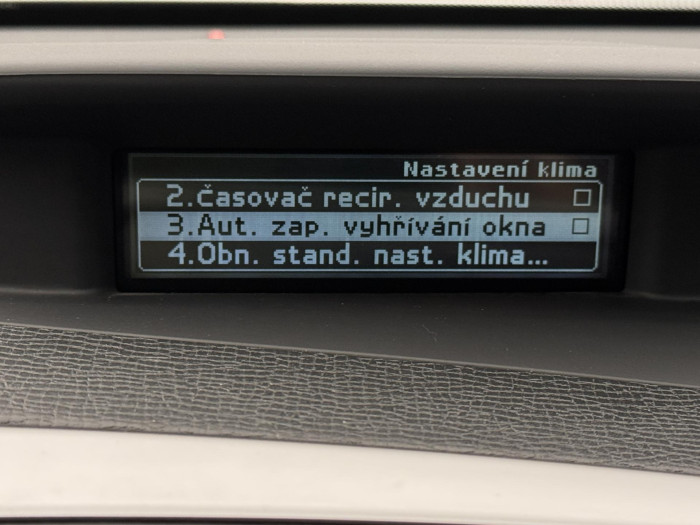 Nastavení klima
2.Časovač recir. vzduchu
3.Aut. zap. vyhřívání okna
4.Obn. stand. nast. klima...